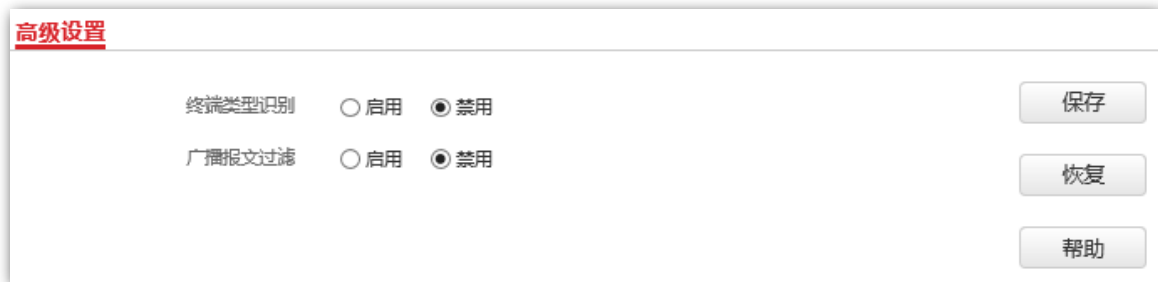 高级设置
终端类型识别 启用 禁用 保存
广播报文过滤 启用 禁用
恢复
帮助